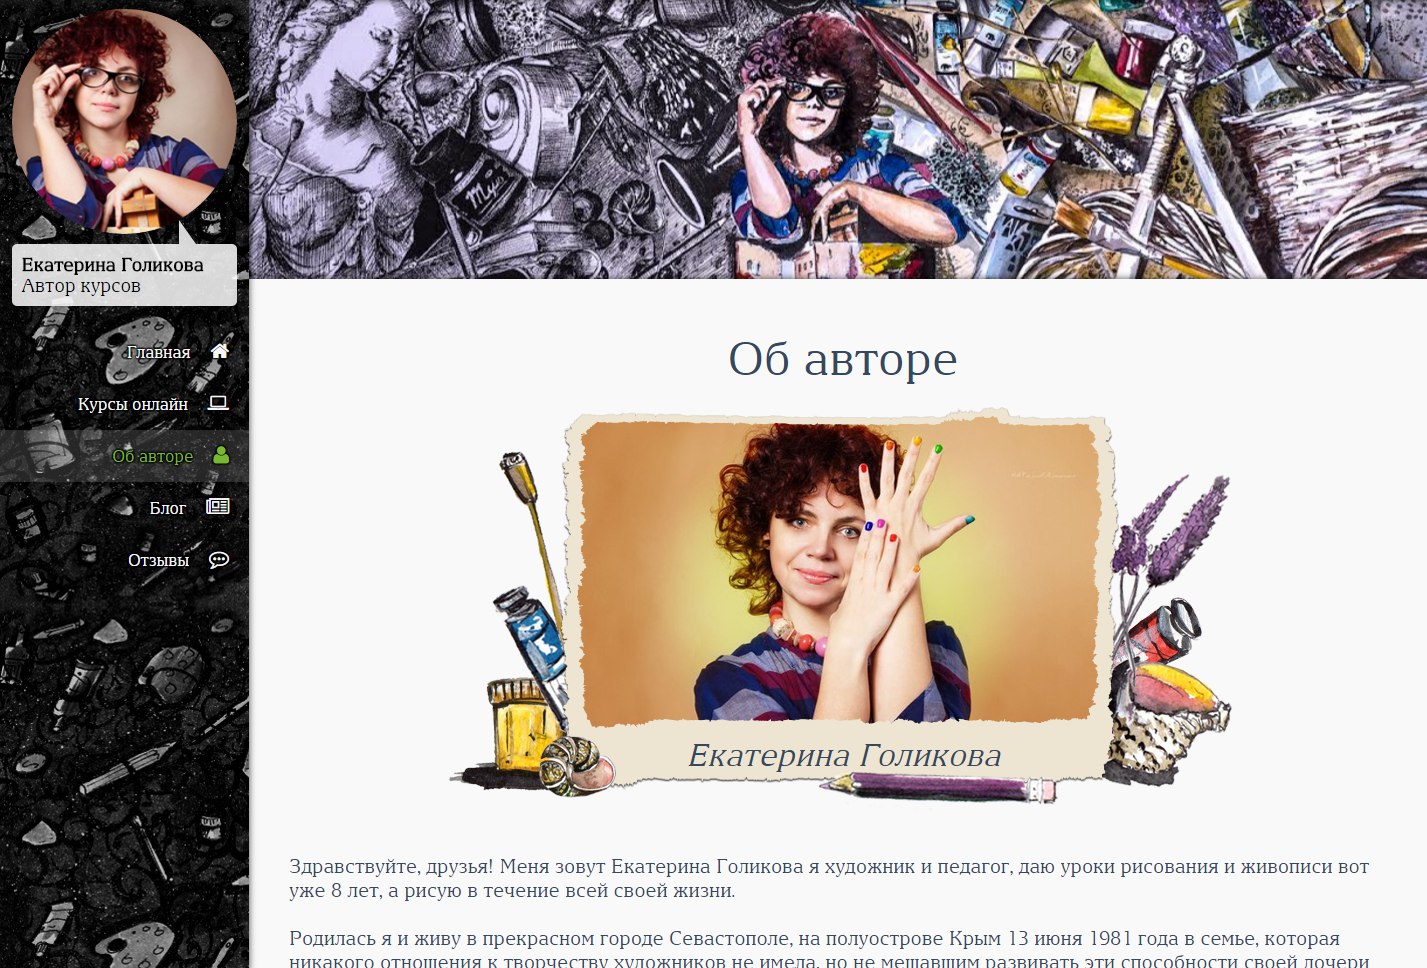 Екатерина Голикова
Автор курсов
Главная
Курсы онлайн
Об авторе
Блог
Отзывы
Об авторе
Екатерина Голикова
Здравствуйте, друзья! Меня зовут Екатерина Голикова я художник и педагог, даю уроки рисования и живописи вот
уже 8 лет, а рисую в течение всей своей жизни.
Родилась я и живу в прекрасном городе Севастополе, на полуострове Крым 13 июня 1981 года в семье, которая
никакого отношения к творчеству художников не имела, но не мешавшим развивать эти способности своей дочери